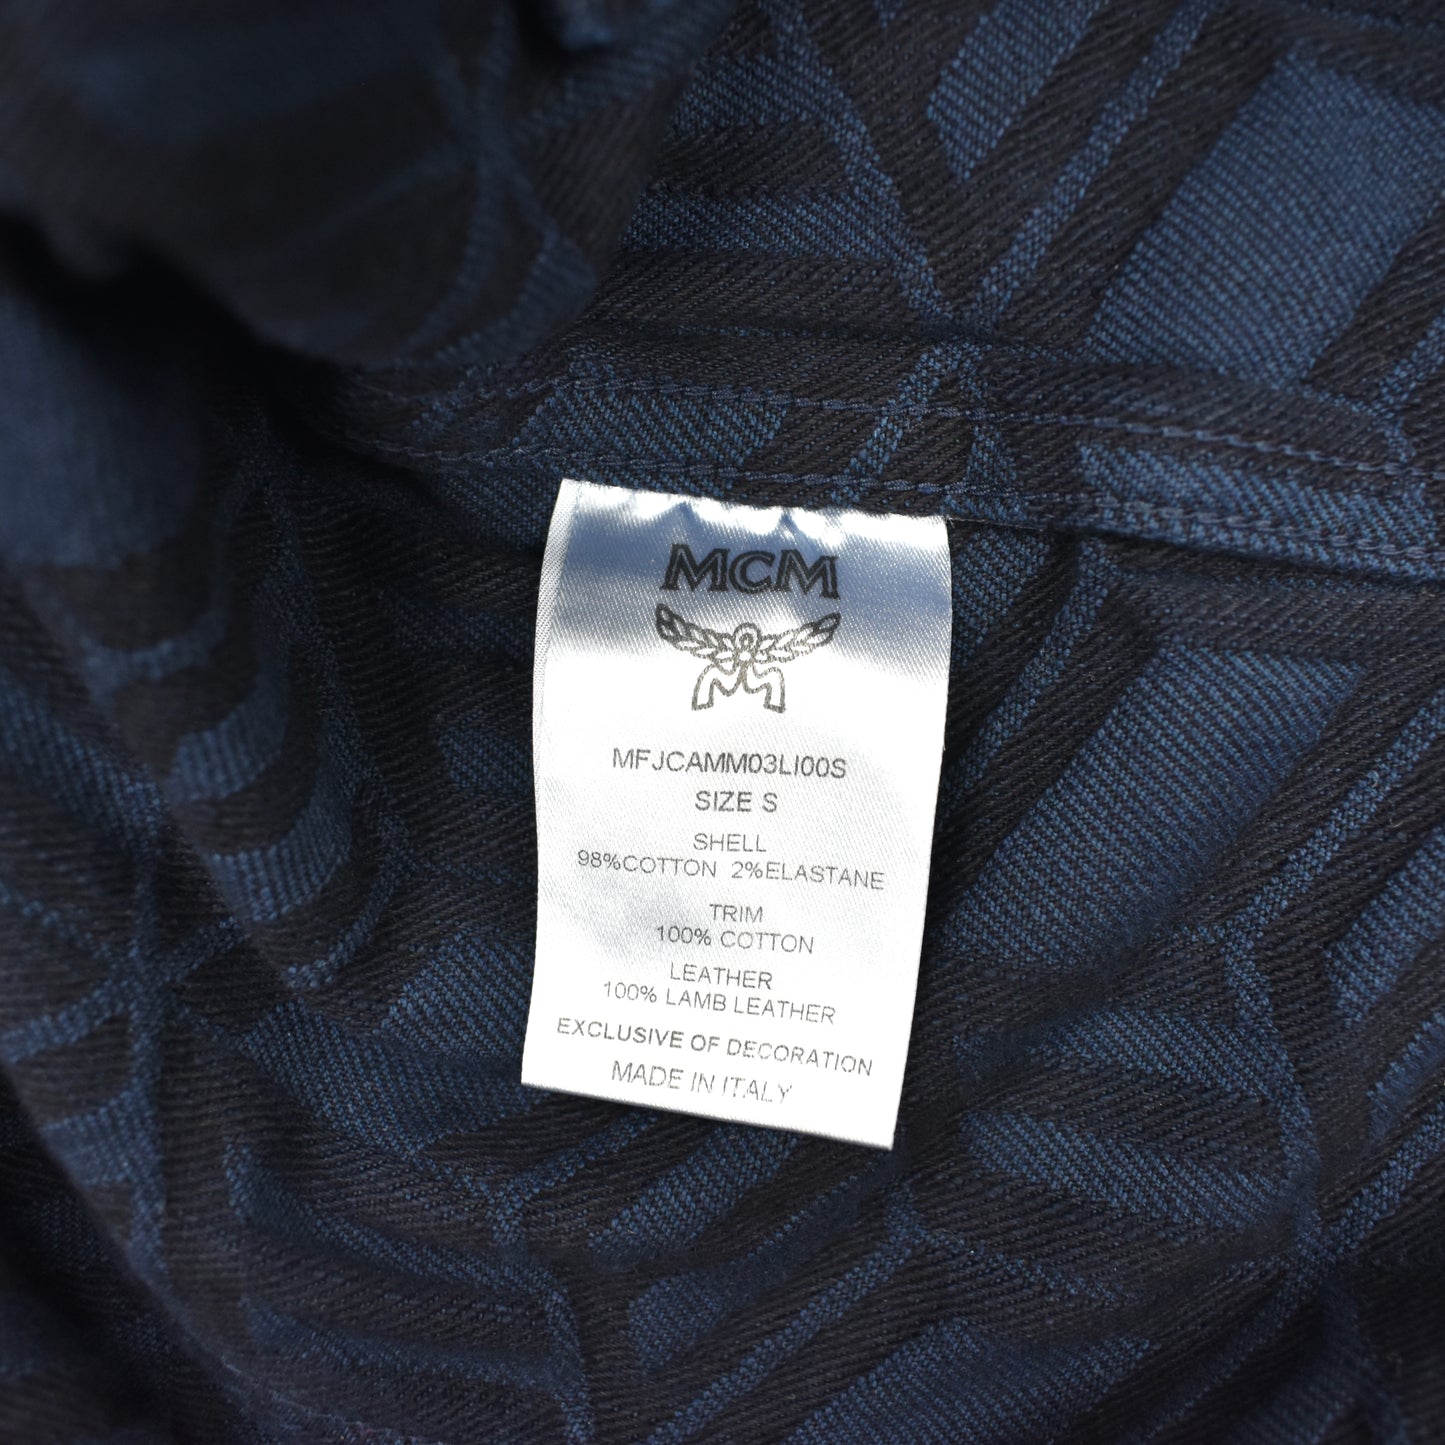 MCM
MFJCAMM03LI00S
SIZE S
SHELL
98%COTTON 2%ELASTANE
TRIM
100% COTTON
LEATHER
100% LAMB LEATHER
EXCLUSIVE OF DECORATION
MADE IN ITALY